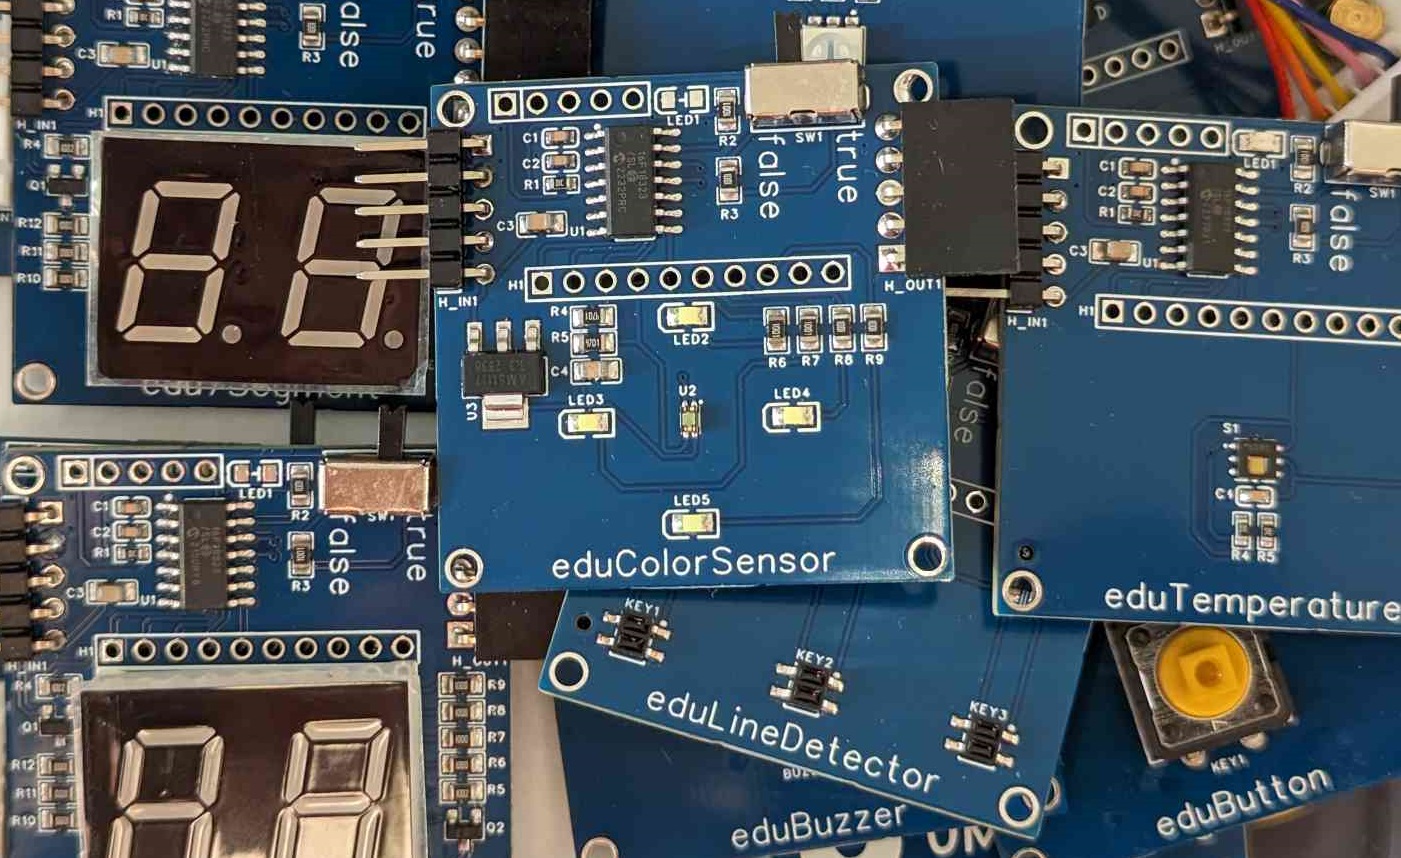 R1
C3
U1
R3
false
true
H_IN1
H1
R4
Q1
R12
R11
R10
edu7Segment
LED1
C1
C2
R1
C3
U1
R2
R3
SW1
false
true
H_IN1
H1
H_OUT1
R4
R5
C4
LED2
R6
R7
R8
R9
U3
LED3
U2
LED4
LED5
eduColorSensor
D
C1
C2
R1
C3
U1
LED1
R2
R3
SW1
false
H_IN1
H1
S1
C4
R4
R5
eduTemperature
false
LED1
C1
C2
R1
C3
U1
R2
R3
false
true
H1
R4
Q1
R12
R11
R10
R9
R8
R7
R6
R5
Q2
KEY1
KEY2
KEY3
eduLineDetector
eduBuzzer
KEY1
eduButton